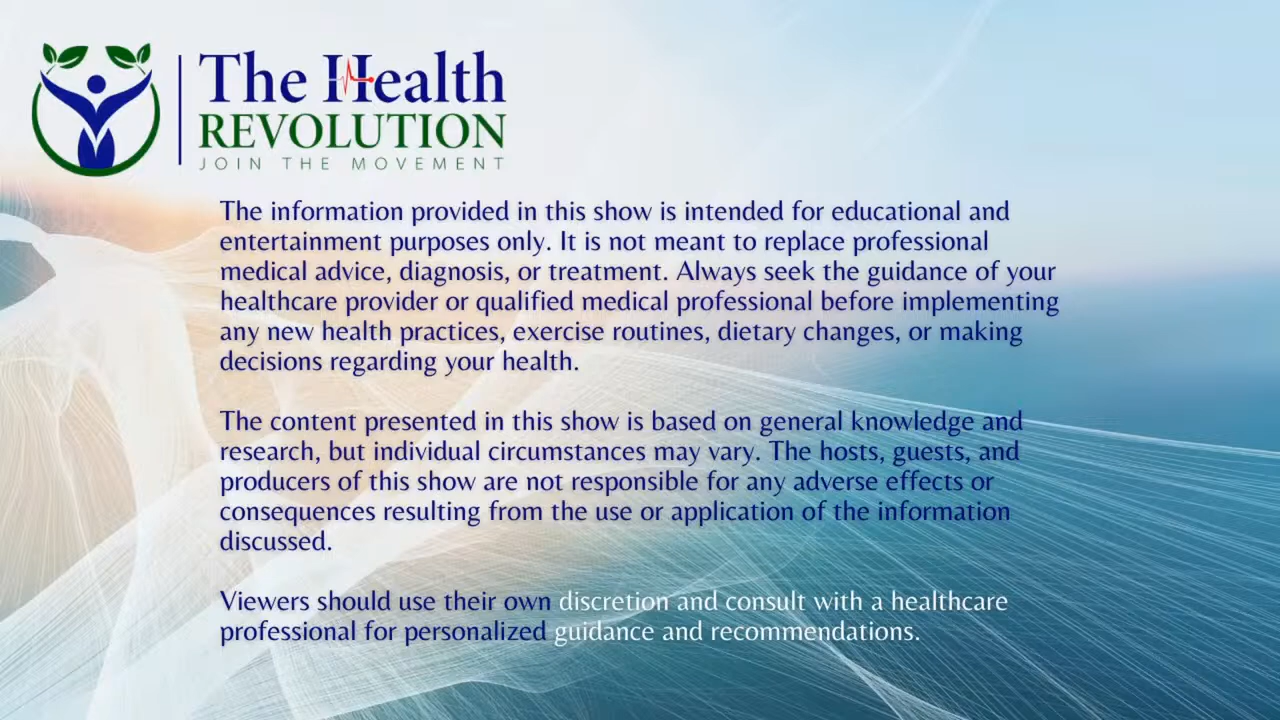 The Health
REVOLUTION
JOIN THE MOVEMENT
The information provided in this show is intended for educational and
entertainment purposes only. It is not meant to replace professional
medical advice, diagnosis, or treatment. Always seek the guidance of your
healthcare provider or qualified medical professional before implementing
any new health practices, exercise routines, dietary changes, or making
decisions regarding your health.
The content presented in this show is based on general knowledge and
research, but individual circumstances may vary. The hosts, guests, and
producers of this show are not responsible for any adverse effects or
consequences resulting from the use or application of the information
discussed.
Viewers should use their own discretion and consult with a healthcare
professional for personalized guidance and recommendations.